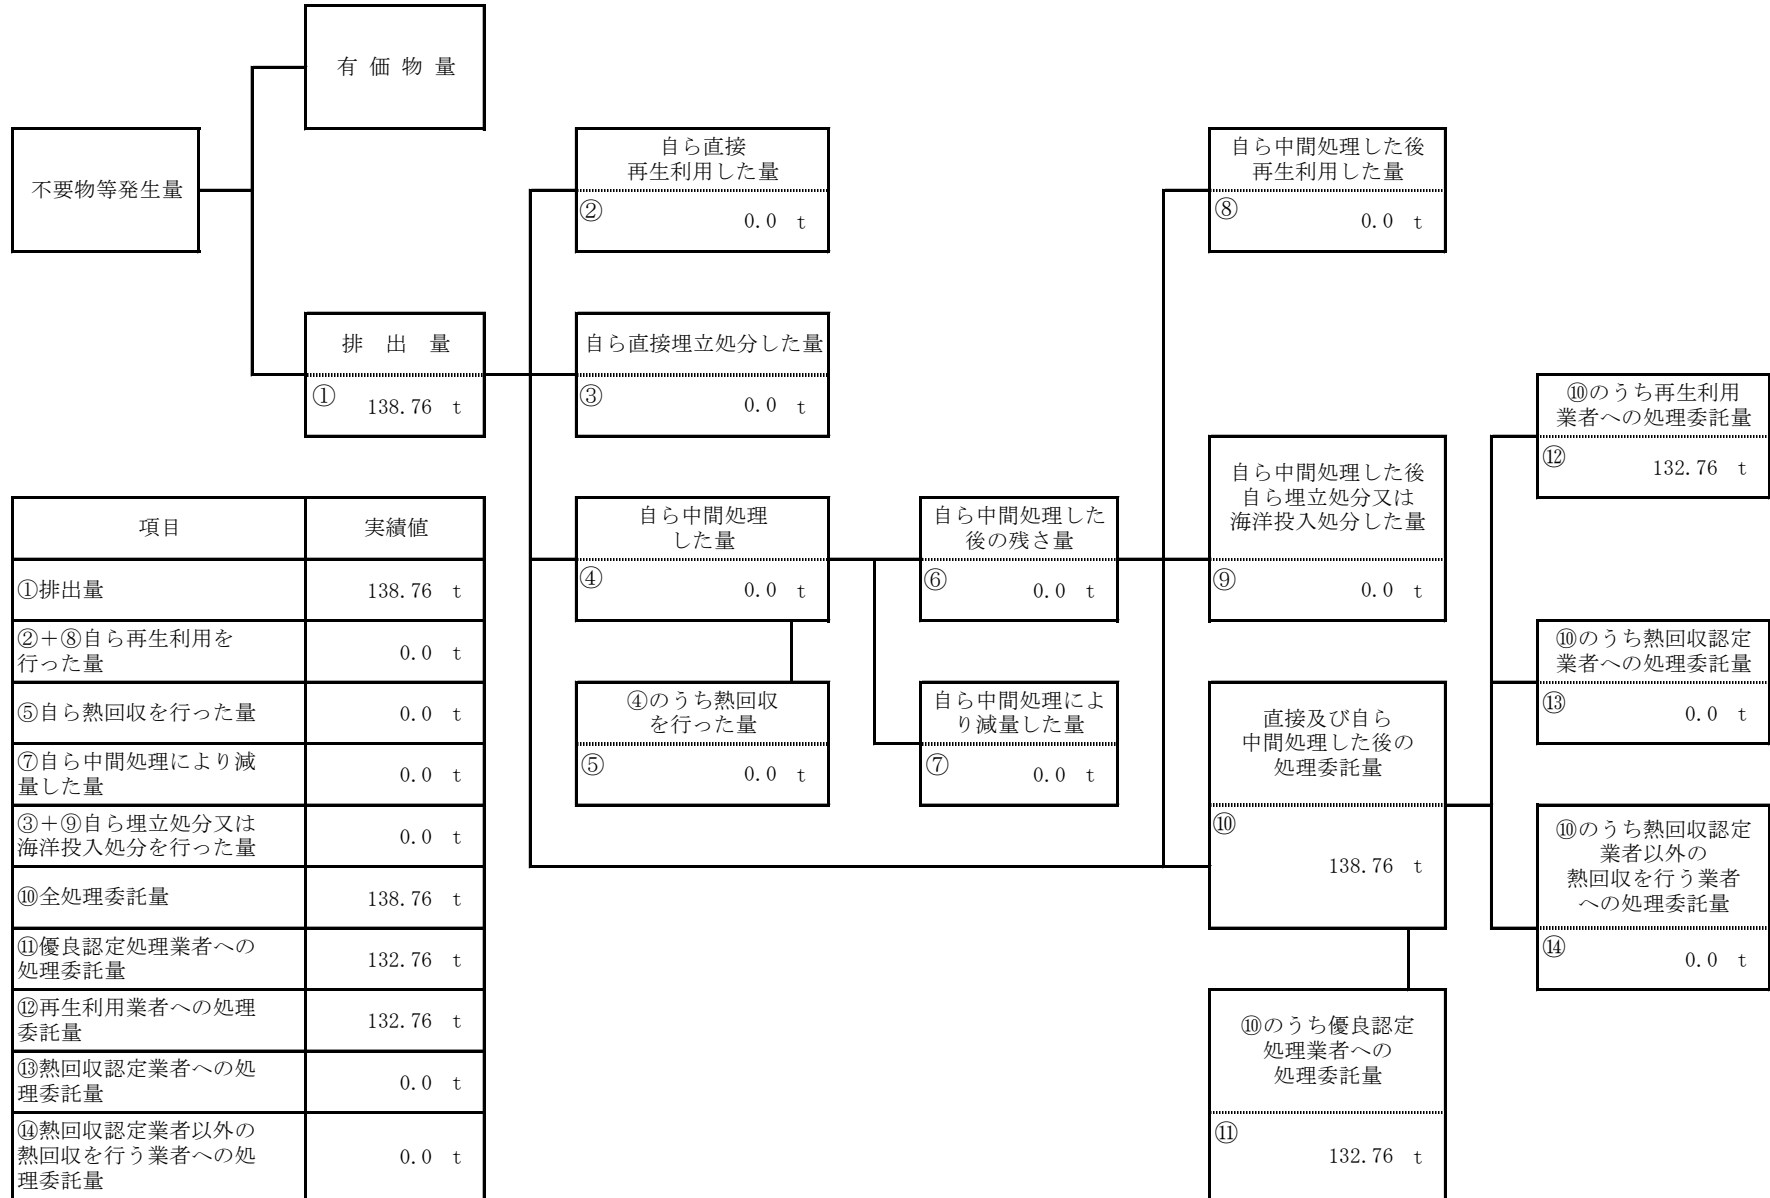 有価物量
不要物等発生量
排出量
①
138.76 t
自ら直接
再生利用した量
②
0.0 t
自ら直接埋立処分した量
③
0.0 t
自ら中間処理
した量
④
0.0 t
④のうち熱回収
を行った量
⑤
0.0 t
自ら中間処理した
後の残さ量
⑥
0.0 t
自ら中間処理によ
り減量した量
⑦
0.0 t
自ら中間処理した後
再生利用した量
⑧
0.0 t
自ら中間処理した後
自ら埋立処分又は
海洋投入処分した量
⑨
0.0 t
直接及び自ら
中間処理した後の
処理委託量
⑩
138.76 t
⑩のうち優良認定
処理業者への
処理委託量
⑪
132.76 t
⑩のうち再生利用
業者への処理委託量
⑫
132.76 t
⑩のうち熱回収認定
業者への処理委託量
⑬
0.0 t
⑩のうち熱回収認定
業者以外の
熱回収を行う業者
への処理委託量
⑭
0.0 t
項目 実績値
①排出量 138.76 t
②＋⑧自ら再生利用を
行った量
0.0 t
⑤自ら熱回収を行った量 0.0 t
⑦自ら中間処理により減
量した量
0.0 t
③＋⑨自ら埋立処分又は
海洋投入処分を行った量
0.0 t
⑩全処理委託量 138.76 t
⑪優良認定処理業者への
処理委託量
132.76 t
⑫再生利用業者への処理
委託量
132.76 t
⑬熱回収認定業者への処
理委託量
0.0 t
⑭熱回収認定業者以外の
熱回収を行う業者への処
理委託量
0.0 t